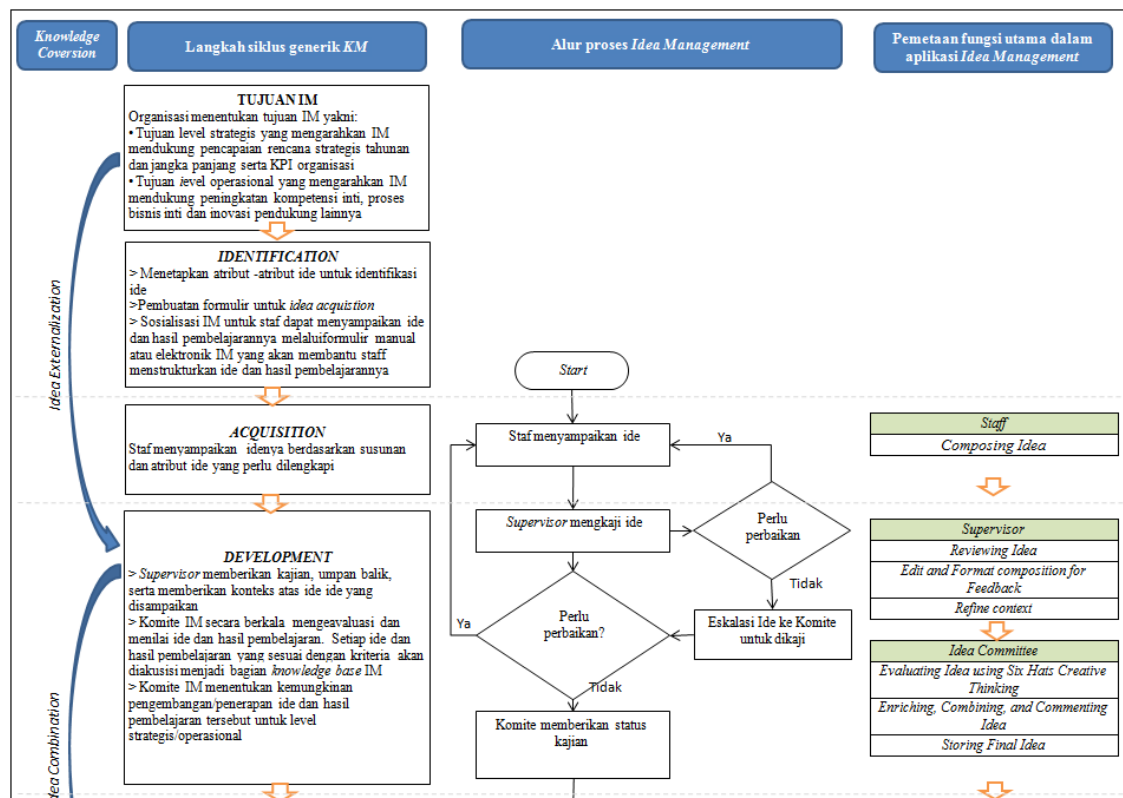 Knowledge
Coversion
Langkah siklus generik KM
Alur proses Idea Management
Pemetaan fungsi utama dalam
aplikasi Idea Management
Idea Externalization
TUJUAN IM
Organisasi menentukan tujuan IM yakni:
• Tujuan level strategis yang mengarahkan IM
mendukung pencapaian rencana strategis tahunan
dan jangka panjang serta KPI organisasi
• Tujuan level operasional yang mengarahkan IM
mendukung peningkatan kompetensi inti, proses
bisnis inti dan inovasi pendukung lainnya
IDENTIFICATION
> Menetapkan atribut -atribut ide untuk identifikasi
ide
>Pembuatan formulir untuk idea acquistion
> Sosialisasi IM untuk staf dapat menyampaikan ide
dan hasil pembelajarannya melaluiformulir manual
atau elektronik IM yang akan membantu staff
menstrukturkan ide dan hasil pembelajarannya
ACQUISITION
Staf menyampaikan idenya berdasarkan susunan
dan atribut ide yang perlu dilengkapi
DEVELOPMENT
> Supervisor memberikan kajian, umpan balik,
serta memberikan konteks atas ide ide yang
disampaikan
> Komite IM secara berkala mengeavaluasi dan
menilai ide dan hasil pembelajaran. Setiap ide dan
hasil pembelajaran yang sesuai dengan kriteria akan
diakusisi menjadi bagian knowledge base IM
> Komite IM menentukan kemungkinan
pengembangan/penerapan ide dan hasil
pembelajaran tersebut untuk level
strategis/operasional
Idea Combination
Start
Staf menyampaikan ide
Ya
Supervisor mengkaji ide
Perlu
perbaikan
Tidak
Eskalasi Ide ke Komite
untuk dikaji
Perlu
perbaikan?
Ya
Tidak
Komite memberikan status
kajian
Staff
Composing Idea
Supervisor
Reviewing Idea
Edit and Format composition for
Feedback
Refine context
Idea Committee
Evaluating Idea using Six Hats Creative
Thinking
Enriching, Combining, and Commenting
Idea
Storing Final Idea